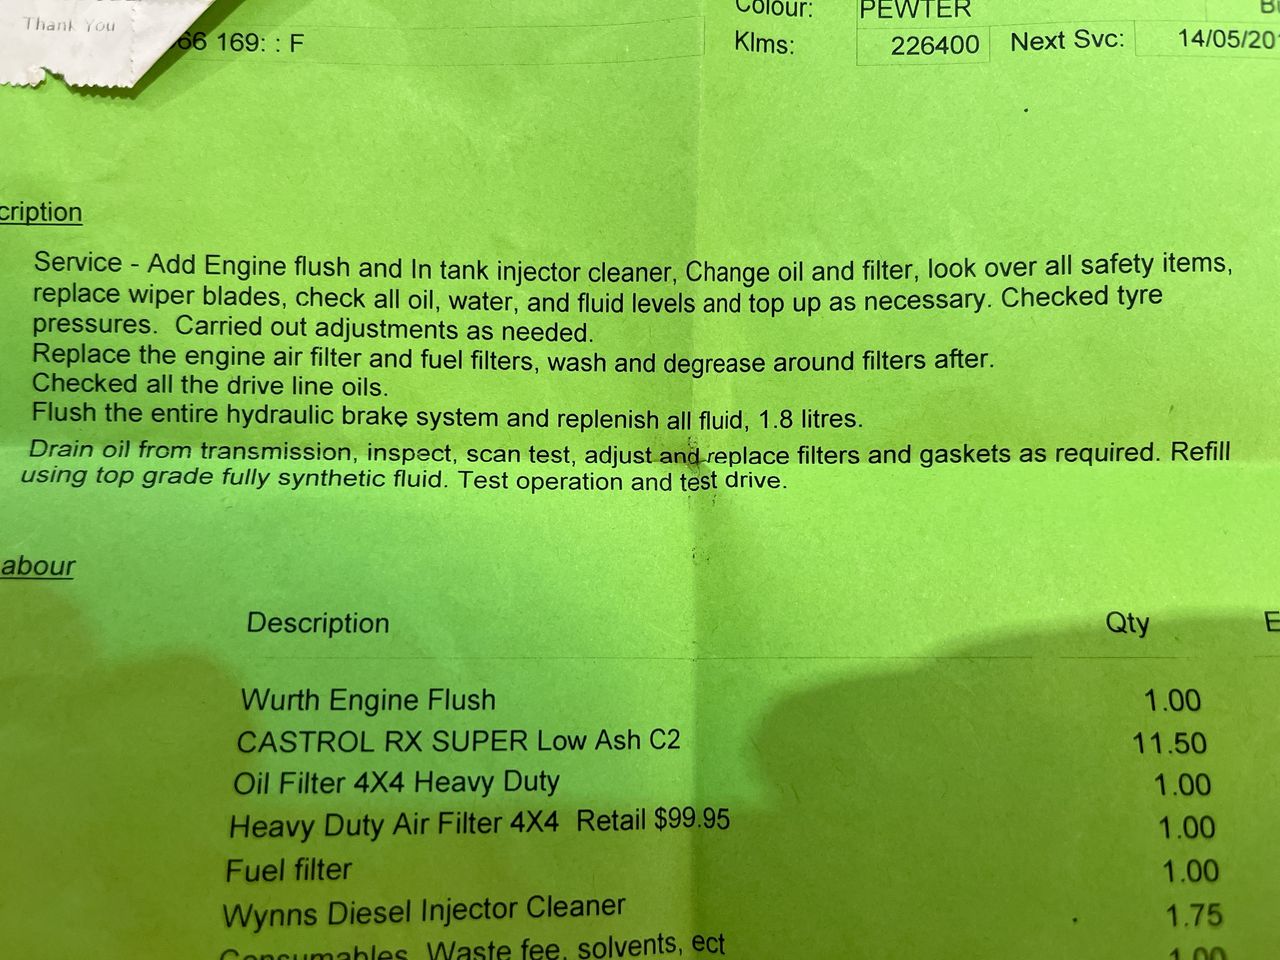 Thank You
Colour: PEWTER
66 169: : F
Klms: 226400 Next Svc: 14/05/20
cription
Service - Add Engine flush and In tank injector cleaner, Change oil and filter, look over all safety items,
replace wiper blades, check all oil, water, and fluid levels and top up as necessary. Checked tyre
pressures. Carried out adjustments as needed.
Replace the engine air filter and fuel filters, wash and degrease around filters after.
Checked all the drive line oils.
Flush the entire hydraulic brake system and replenish all fluid, 1.8 litres.
Drain oil from transmission, inspect, scan test, adjust and replace filters and gaskets as required. Refill
using top grade fully synthetic fluid. Test operation and test drive.
abour
Description Qty E
Wurth Engine Flush 1.00
CASTROL RX SUPER Low Ash C2 11.50
Oil Filter 4X4 Heavy Duty 1.00
Heavy Duty Air Filter 4X4 Retail $99.95 1.00
Fuel filter 1.00
Wynns Diesel Injector Cleaner 1.75
Consumables, Waste fee, solvents, ect 1.00